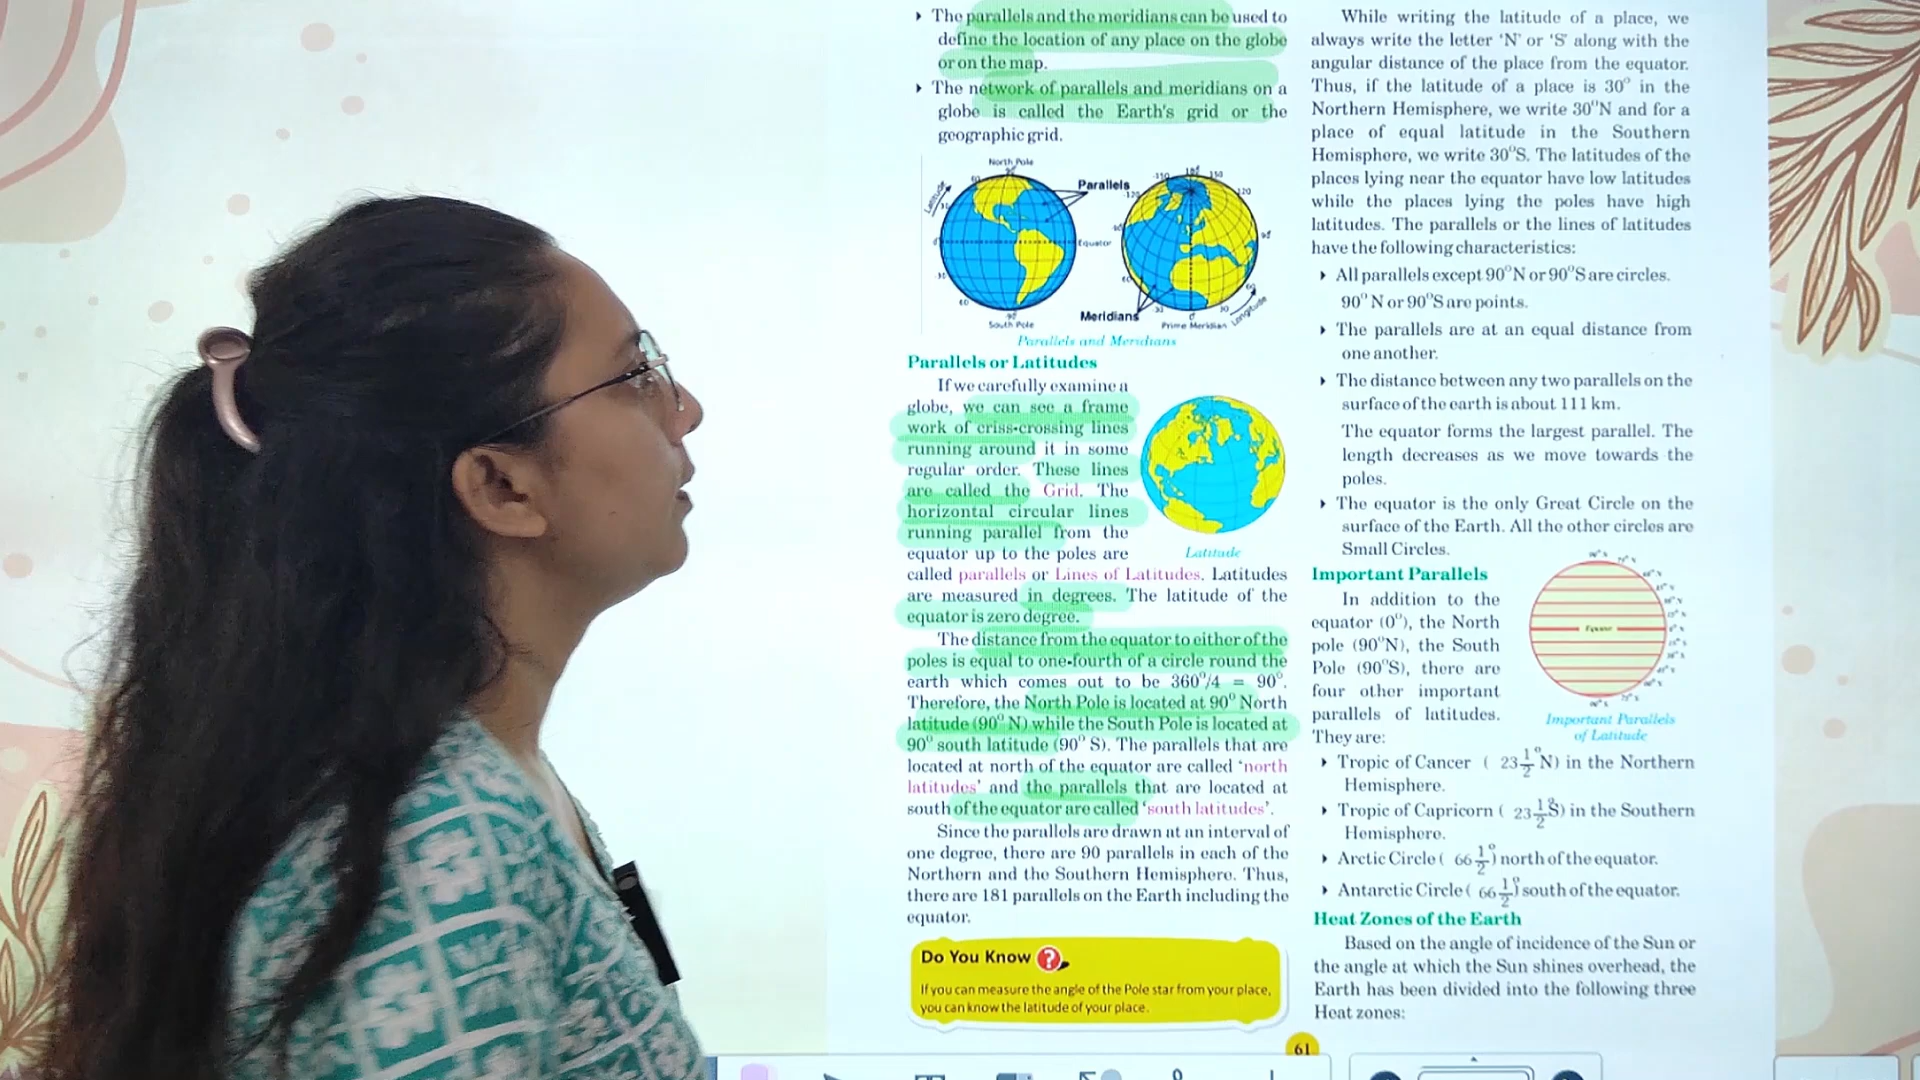 The parallels and the meridians can be used to
define the location of any place on the globe
or on the map.
The network of parallels and meridians on a
globe is called the Earth's grid or the
geographic grid.
North Pole
Latitude
Parallels
Equator
Meridians
South Pole
Prime Meridian
Longitude
Parallels and Meridians
Parallels or Latitudes
If we carefully examine a
globe, we can see a frame
work of criss-crossing lines
running around it in some
regular order. These lines
are called the Grid. The
horizontal circular lines
running parallel from the
equator up to the poles are
called parallels or Lines of Latitudes. Latitudes
are measured in degrees. The latitude of the
equator is zero degree.
Latitude
The distance from the equator to either of the
poles is equal to one-fourth of a circle round the
earth which comes out to be 360°/4 = 90°.
Therefore, the North Pole is located at 90° North
latitude (90° N) while the South Pole is located at
90° south latitude (90° S). The parallels that are
located at north of the equator are called 'north
latitudes' and the parallels that are located at
south of the equator are called 'south latitudes'.
Since the parallels are drawn at an interval of
one degree, there are 90 parallels in each of the
Northern and the Southern Hemisphere. Thus,
there are 181 parallels on the Earth including the
equator.
Do You Know ?
If you can measure the angle of the Pole star from your place,
you can know the latitude of your place.
While writing the latitude of a place, we
always write the letter 'N' or 'S' along with the
angular distance of the place from the equator.
Thus, if the latitude of a place is 30° in the
Northern Hemisphere, we write 30°N and for a
place of equal latitude in the Southern
Hemisphere, we write 30°S. The latitudes of the
places lying near the equator have low latitudes
while the places lying the poles have high
latitudes. The parallels or the lines of latitudes
have the following characteristics:
All parallels except 90°N or 90°S are circles.
90° N or 90°S are points.
The parallels are at an equal distance from
one another.
The distance between any two parallels on the
surface of the earth is about 111 km.
The equator forms the largest parallel. The
length decreases as we move towards the
poles.
The equator is the only Great Circle on the
surface of the Earth. All the other circles are
Small Circles.
Important Parallels
In addition to the
equator (0°), the North
pole (90°N), the South
Pole (90°S), there are
four other important
parallels of latitudes.
They are:
Equator
Important Parallels
of Latitude
Tropic of Cancer ( 23 1/2° N) in the Northern
Hemisphere.
Tropic of Capricorn ( 23 1/2° S) in the Southern
Hemisphere.
Arctic Circle ( 66 1/2°) north of the equator.
Antarctic Circle ( 66 1/2°) south of the equator.
Heat Zones of the Earth
Based on the angle of incidence of the Sun or
the angle at which the Sun shines overhead, the
Earth has been divided into the following three
Heat zones:
61